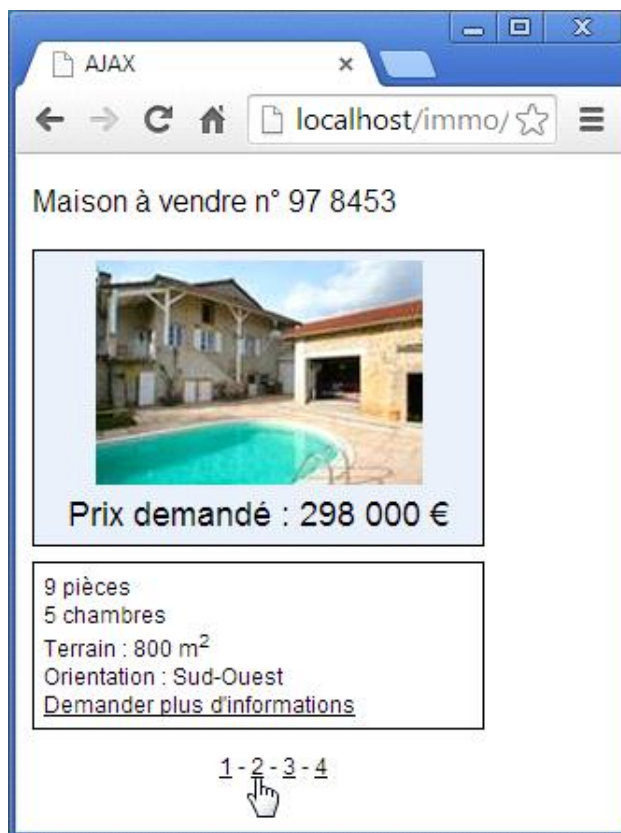 AJAX
localhost/immo/
Maison à vendre n° 97 8453
Prix demandé : 298 000 €
9 pièces
5 chambres
Terrain : 800 m²
Orientation : Sud-Ouest
Demander plus d'informations
1 - 2 - 3 - 4